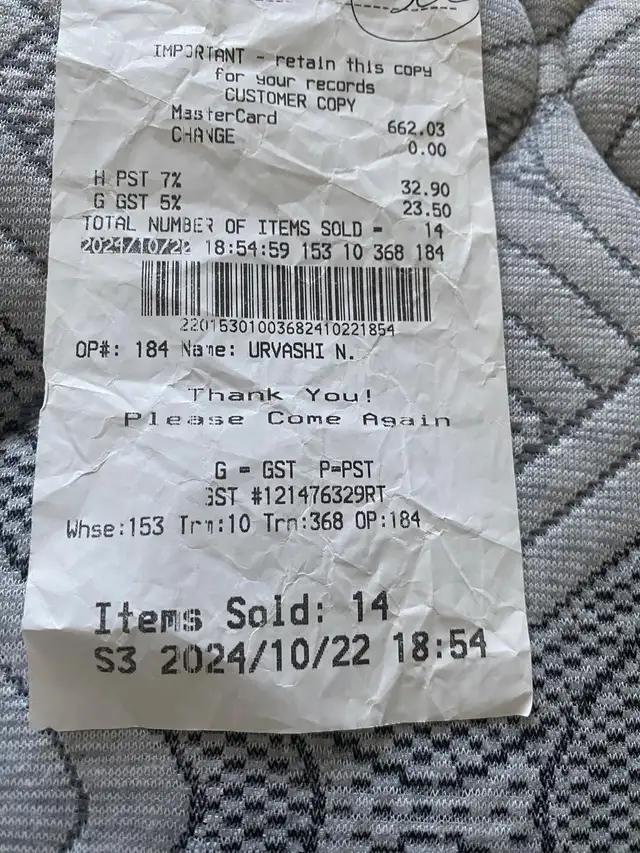 IMPORTANT - retain this copy
for your records
CUSTOMER COPY
MasterCard 662.03
CHANGE 0.00
H PST 7% 32.90
G GST 5% 23.50
TOTAL NUMBER OF ITEMS SOLD = 14
2024/10/22 18:54:59 153 10 368 184
22015301003682410221854
OP#: 184 Name: URVASHI N.
Thank You!
Please Come Again
G = GST P=PST
GST #121476329RT
Whse:153 Trm:10 Trn:368 OP:184
Items Sold: 14
S3 2024/10/22 18:54